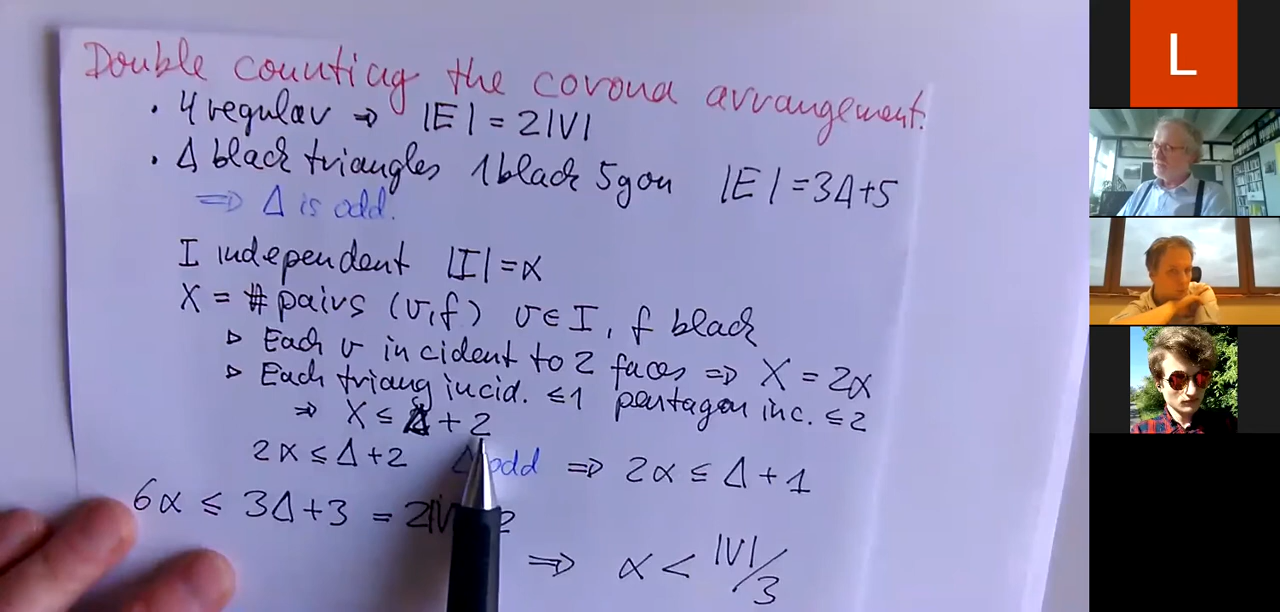 Double counting the corona arrangement.
• 4 regular ⇒ |E| = 2|V|
• Δ black triangles 1 black 5gon |E| = 3Δ+5
⇒ Δ is odd.
I independent |I| = α
X = # pairs (v,f) v∈I, f black
▷ Each v incident to 2 faces ⇒ X = 2α
▷ Each triang incid. ≤1 pentagon inc. ≤2
⇒ X ≤ Δ + 2
2α ≤ Δ+2 odd ⇒ 2α ≤ Δ+1
6α ≤ 3Δ+3 = 2|V 2
⇒ α < |V|/3
L